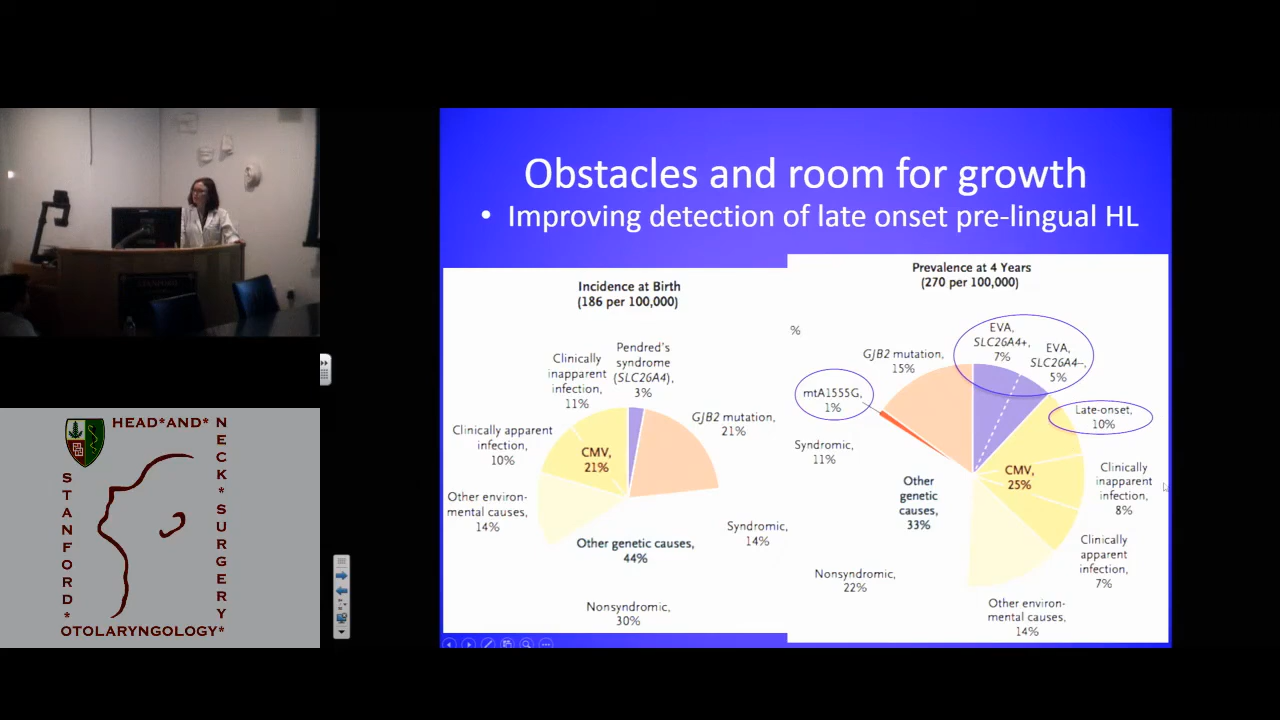 Obstacles and room for growth
• Improving detection of late onset pre-lingual HL
Incidence at Birth
(186 per 100,000)
Pendred's
syndrome
(SLC26A4),
3%
GJB2 mutation,
21%
Syndromic,
14%
Other genetic causes,
44%
Nonsyndromic,
30%
Other environ-
mental causes,
14%
Clinically apparent
infection,
10%
Clinically
inapparent
infection,
11%
CMV,
21%
Prevalence at 4 Years
(270 per 100,000)
%
EVA,
SLC26A4+,
7%
EVA,
SLC26A4–,
5%
Late-onset,
10%
CMV,
25%
Clinically
inapparent
infection,
8%
Clinically
apparent
infection,
7%
Other environ-
mental causes,
14%
Nonsyndromic,
22%
Other
genetic
causes,
33%
Syndromic,
11%
mtA1555G,
1%
GJB2 mutation,
15%
HEAD*AND*
NECK*SURGERY
STANFORD*
OTOLARYNGOLOGY*